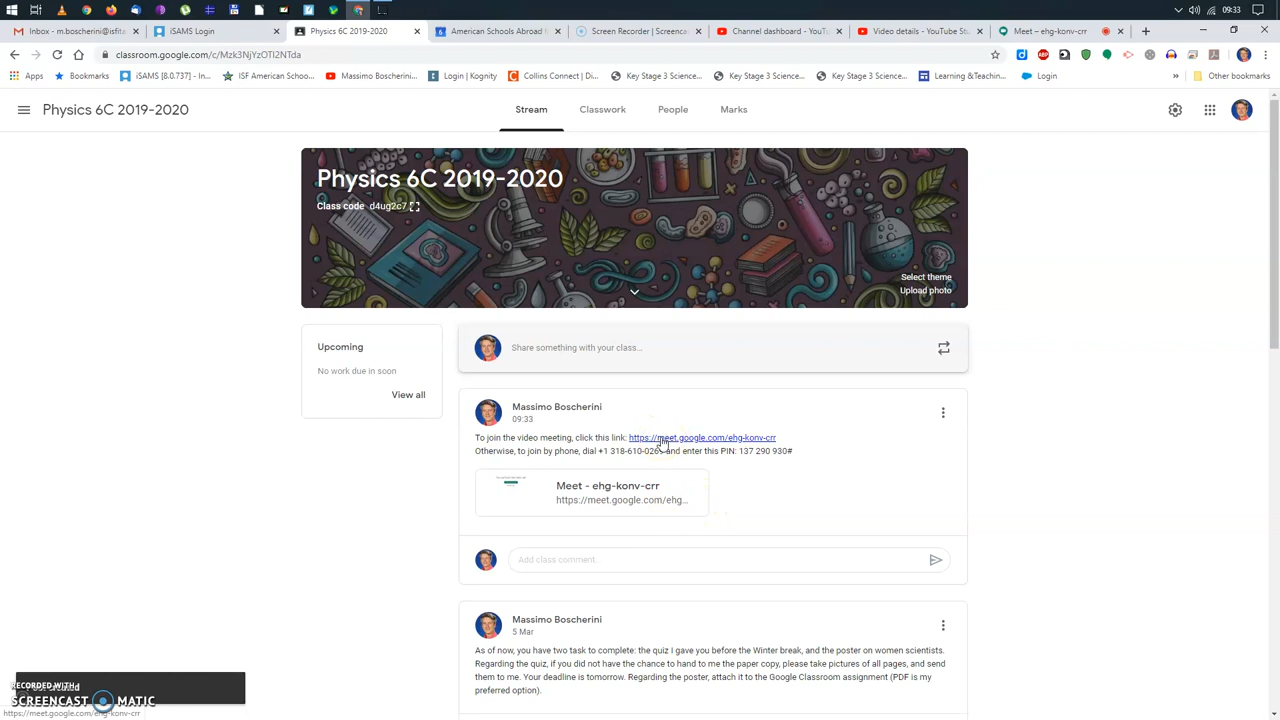 09:33
Inbox - m.boscherini@isfita
iSAMS Login
Physics 6C 2019-2020
American Schools Abroad
Screen Recorder | Screencas
Channel dashboard - YouTu
Video details - YouTube St
Meet – ehg-konv-crr
classroom.google.com/c/Mzk3NjYzOTI2NTda
Apps
Bookmarks
iSAMS [8.0.737] - in...
ISF American Schoo...
Massimo Boscherini...
Login | Kognity
Collins Connect | Di...
Key Stage 3 Science...
Key Stage 3 Science...
Key Stage 3 Science...
Learning &Teachin...
Login
»
Other bookmarks
Physics 6C 2019-2020
Stream
Classwork
People
Marks
Physics 6C 2019-2020
Class code d4ug2c7
Select theme
Upload photo
Upcoming
No work due in soon
View all
Share something with your class...
Massimo Boscherini
09:33
To join the video meeting, click this link: https://meet.google.com/ehg-konv-crr
Otherwise, to join by phone, dial +1 318-610-026 and enter this PIN: 137 290 930#
Meet - ehg-konv-crr
https://meet.google.com/ehg...
Add class comment.
Massimo Boscherini
5 Mar
As of now, you have two task to complete: the quiz I gave you before the Winter break, and the poster on women scientists.
Regarding the quiz, if you did not have the chance to hand to me the paper copy, please take pictures of all pages, and send
them to me. Your deadline is tomorrow. Regarding the poster, attach it to the Google Classroom assignment (PDF is my
preferred option).
RECORDED WITH
SCREENCAST MATIC
https://meet.google.com/ehg-konv-crr